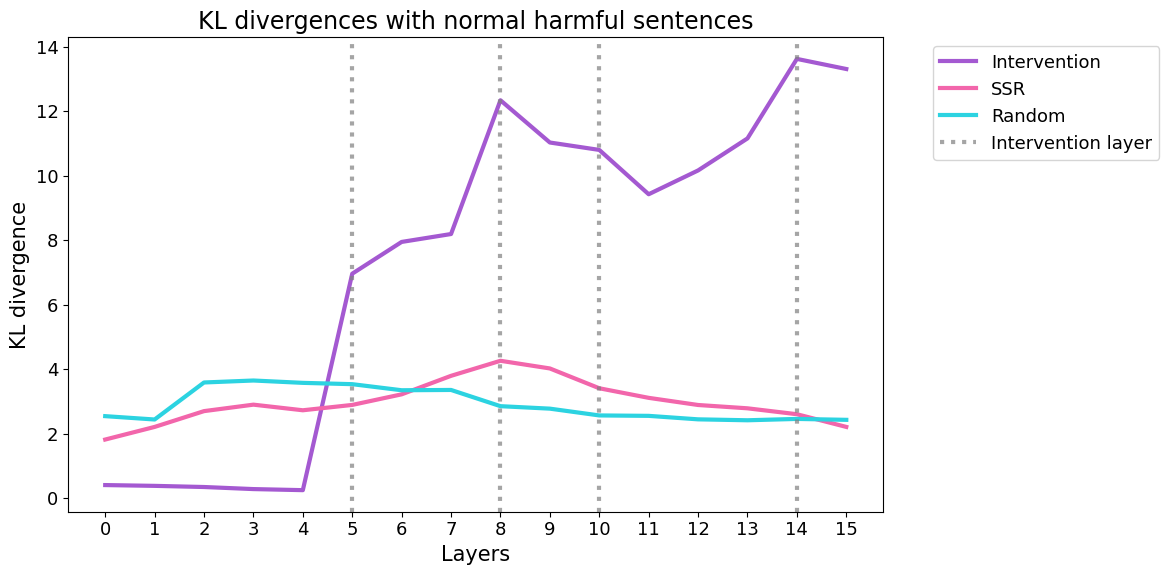 KL divergences with normal harmful sentences
KL divergence
14
12
10
8
6
4
2
0
0 1 2 3 4 5 6 7 8 9 10 11 12 13 14 15
Layers
Intervention
SSR
Random
Intervention layer